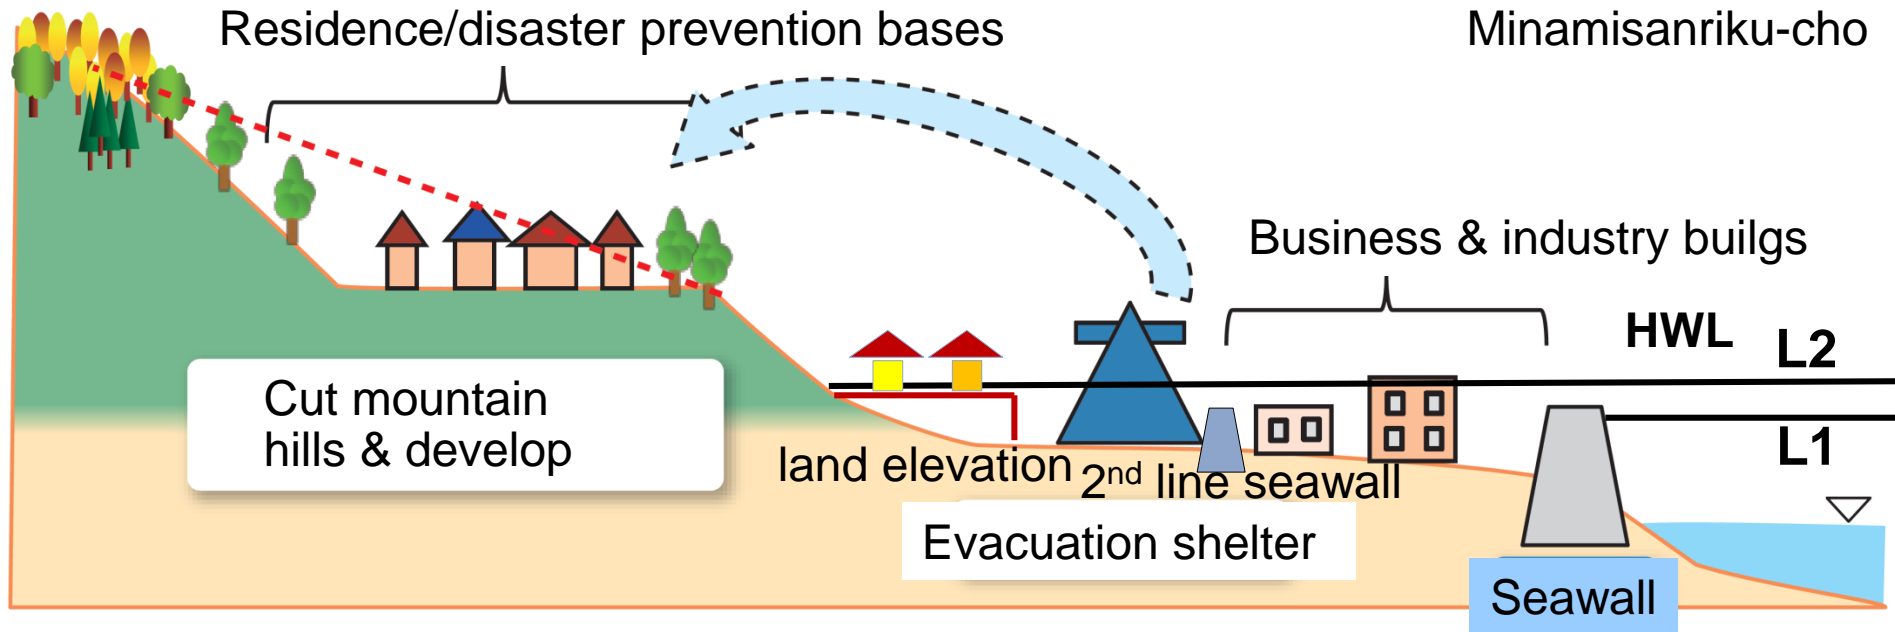 Residence/disaster prevention bases
Minamisanriku-cho
Business & industry builgs
HWL
L2
L1
Cut mountain
hills & develop
land elevation
2nd line seawall
Evacuation shelter
Seawall